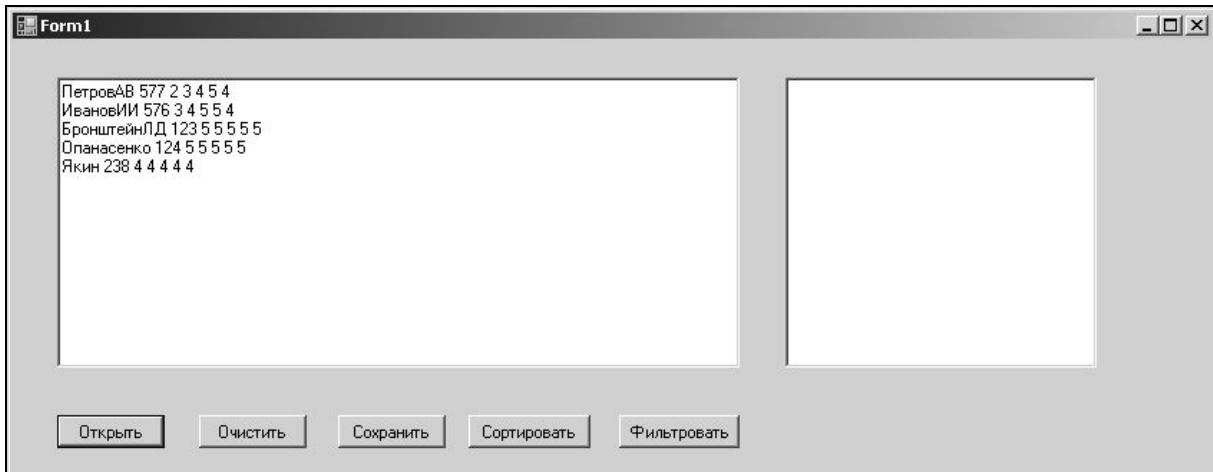 Form1
ПетровАВ 577 2 3 4 5 4
ИвановИИ 576 3 4 5 5 4
БронштейнЛД 123 5 5 5 5 5
Опанасенко 124 5 5 5 5 5
Якин 238 4 4 4 4 4
Открыть Очистить Сохранить Сортировать Фильтровать